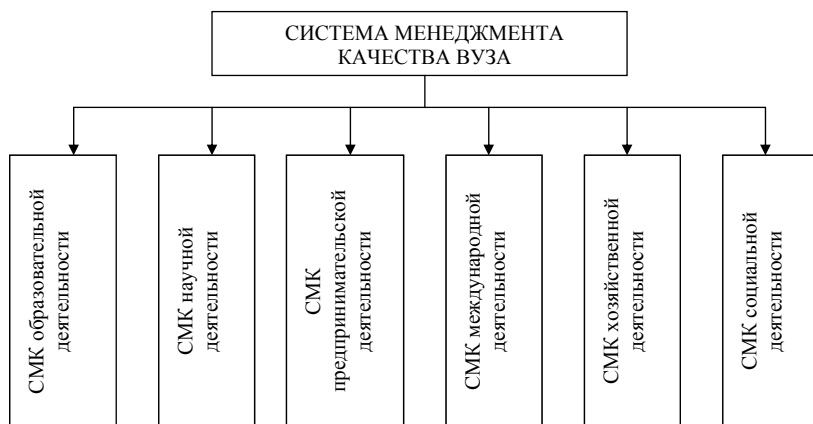 СИСТЕМА МЕНЕДЖМЕНТА
КАЧЕСТВА ВУЗА
СМК образовательной
деятельности
СМК научной
деятельности
СМК
предпринимательской
деятельности
СМК международной
деятельности
СМК хозяйственной
деятельности
СМК социальной
деятельности